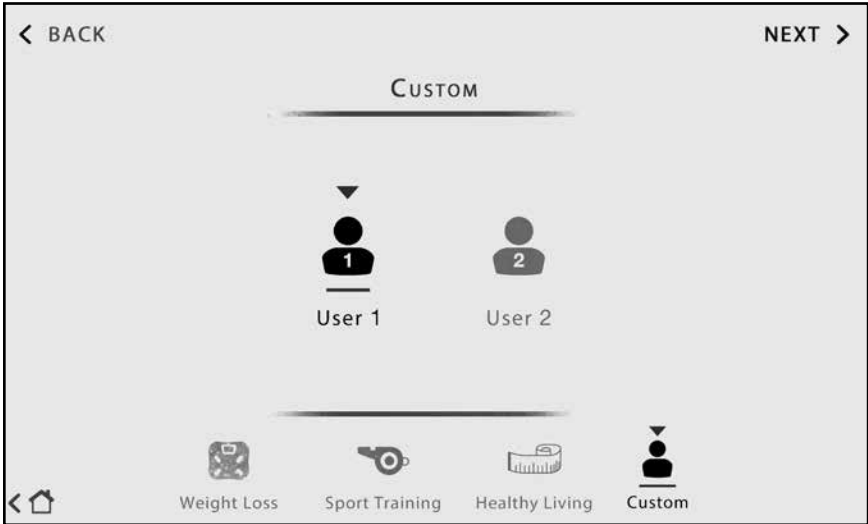 BACK
NEXT
CUSTOM
1
2
User 1
User 2
Weight Loss
Sport Training
Healthy Living
Custom